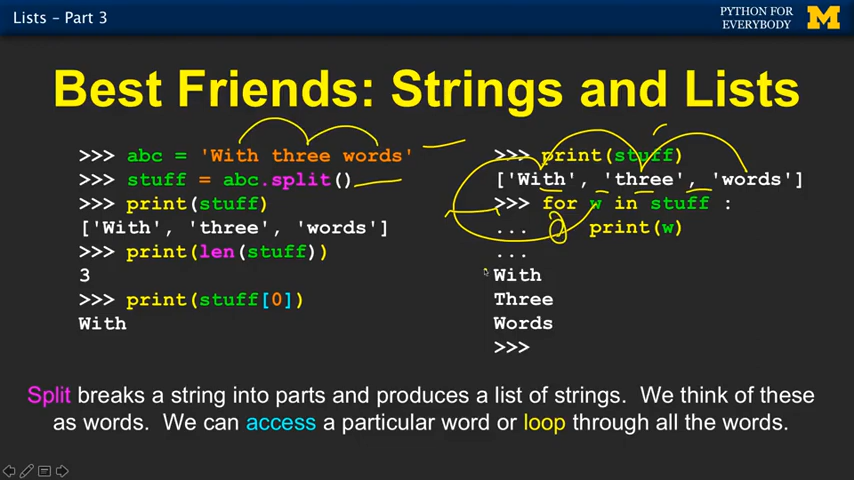 Lists – Part 3
PYTHON FOR
EVERYBODY
Best Friends: Strings and Lists
>>> abc = 'With three words'
>>> stuff = abc.split()
>>> print(stuff)
['With', 'three', 'words']
>>> print(len(stuff))
3
>>> print(stuff[0])
With
>>> print(stuff)
['With', 'three', 'words']
>>> for w in stuff :
...     print(w)
...
With
Three
Words
>>>
Split breaks a string into parts and produces a list of strings.  We think of these
as words.  We can access a particular word or loop through all the words.